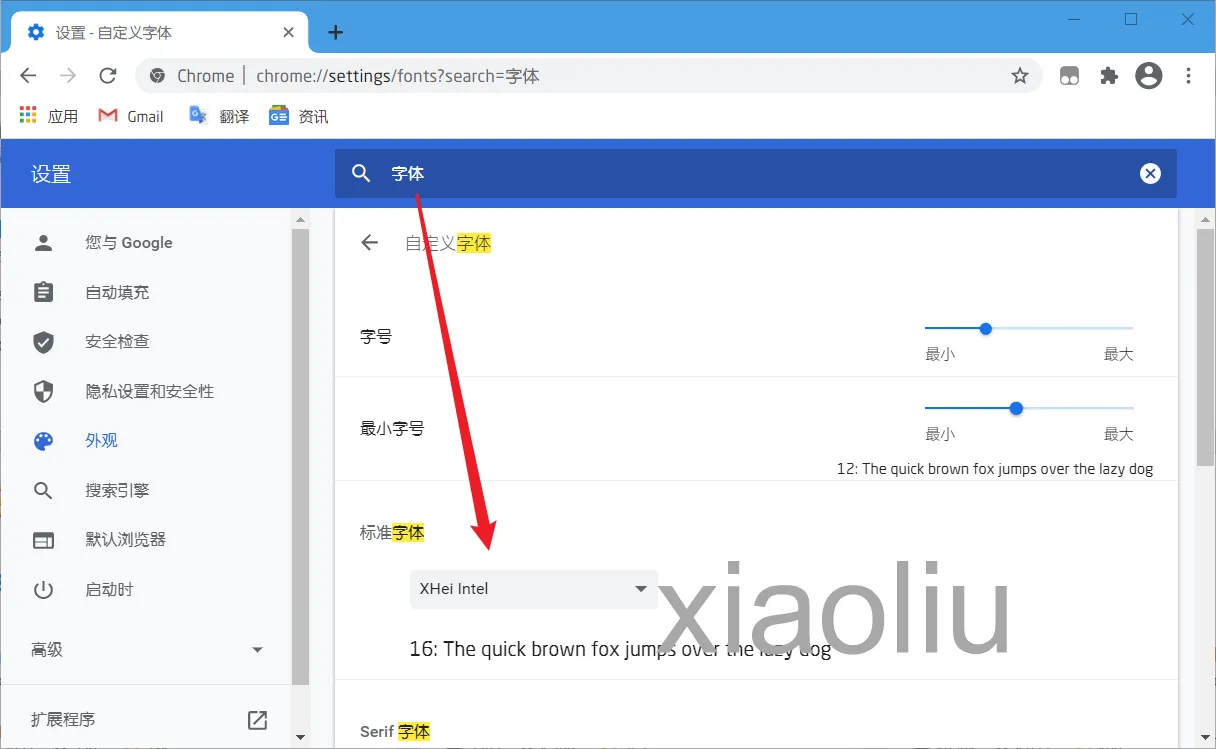 设置 - 自定义字体
Chrome | chrome://settings/fonts?search=字体
应用 Gmail 翻译 资讯
设置
字体
您与 Google
自动填充
安全检查
隐私设置和安全性
外观
搜索引擎
默认浏览器
启动时
高级
扩展程序
自定义字体
字号
最小 最大
最小字号
最小 最大
12: The quick brown fox jumps over the lazy dog
标准字体
XHei Intel
xiaoliu
16: The quick brown fox jumps over the lazy dog
Serif 字体